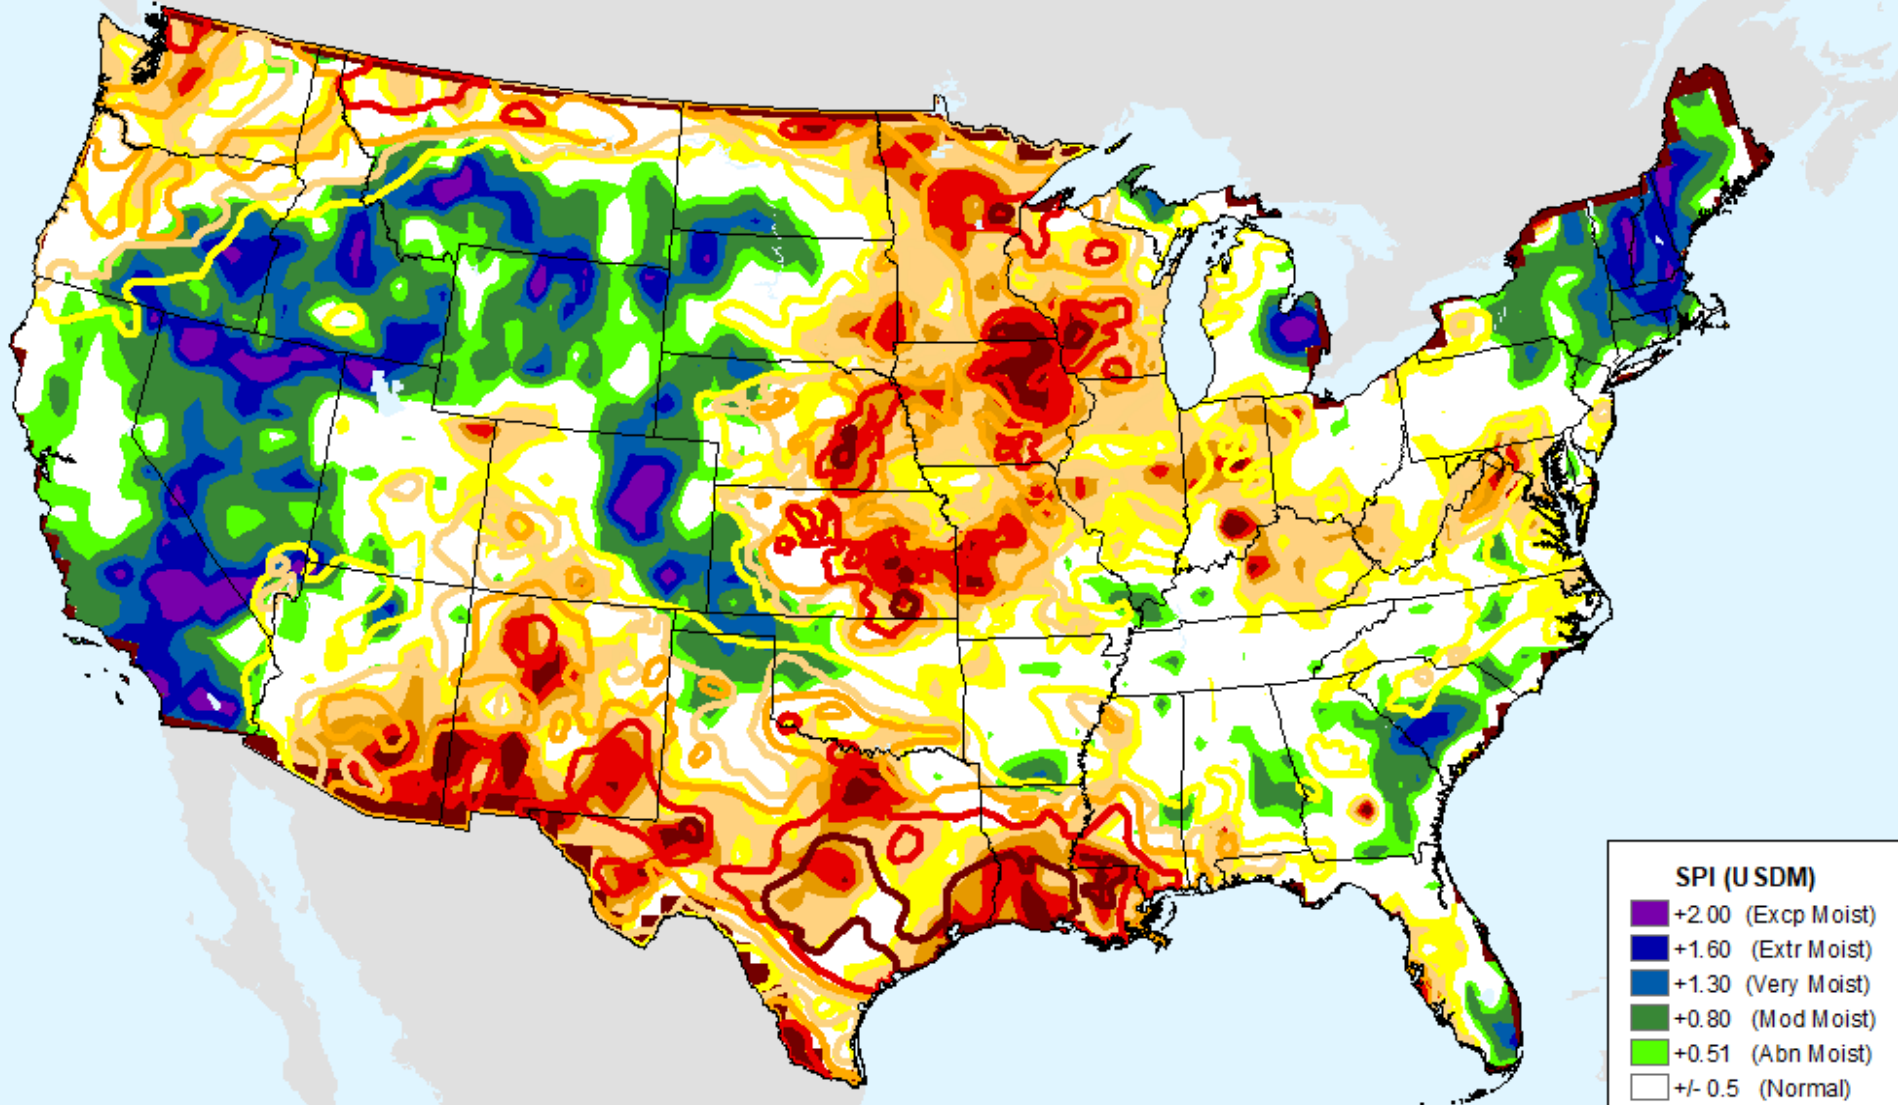 SPI (USDM)
+2.00 (Excp Moist)
+1.60 (Extr Moist)
+1.30 (Very Moist)
+0.80 (Mod Moist)
+0.51 (Abn Moist)
+/- 0.5 (Normal)